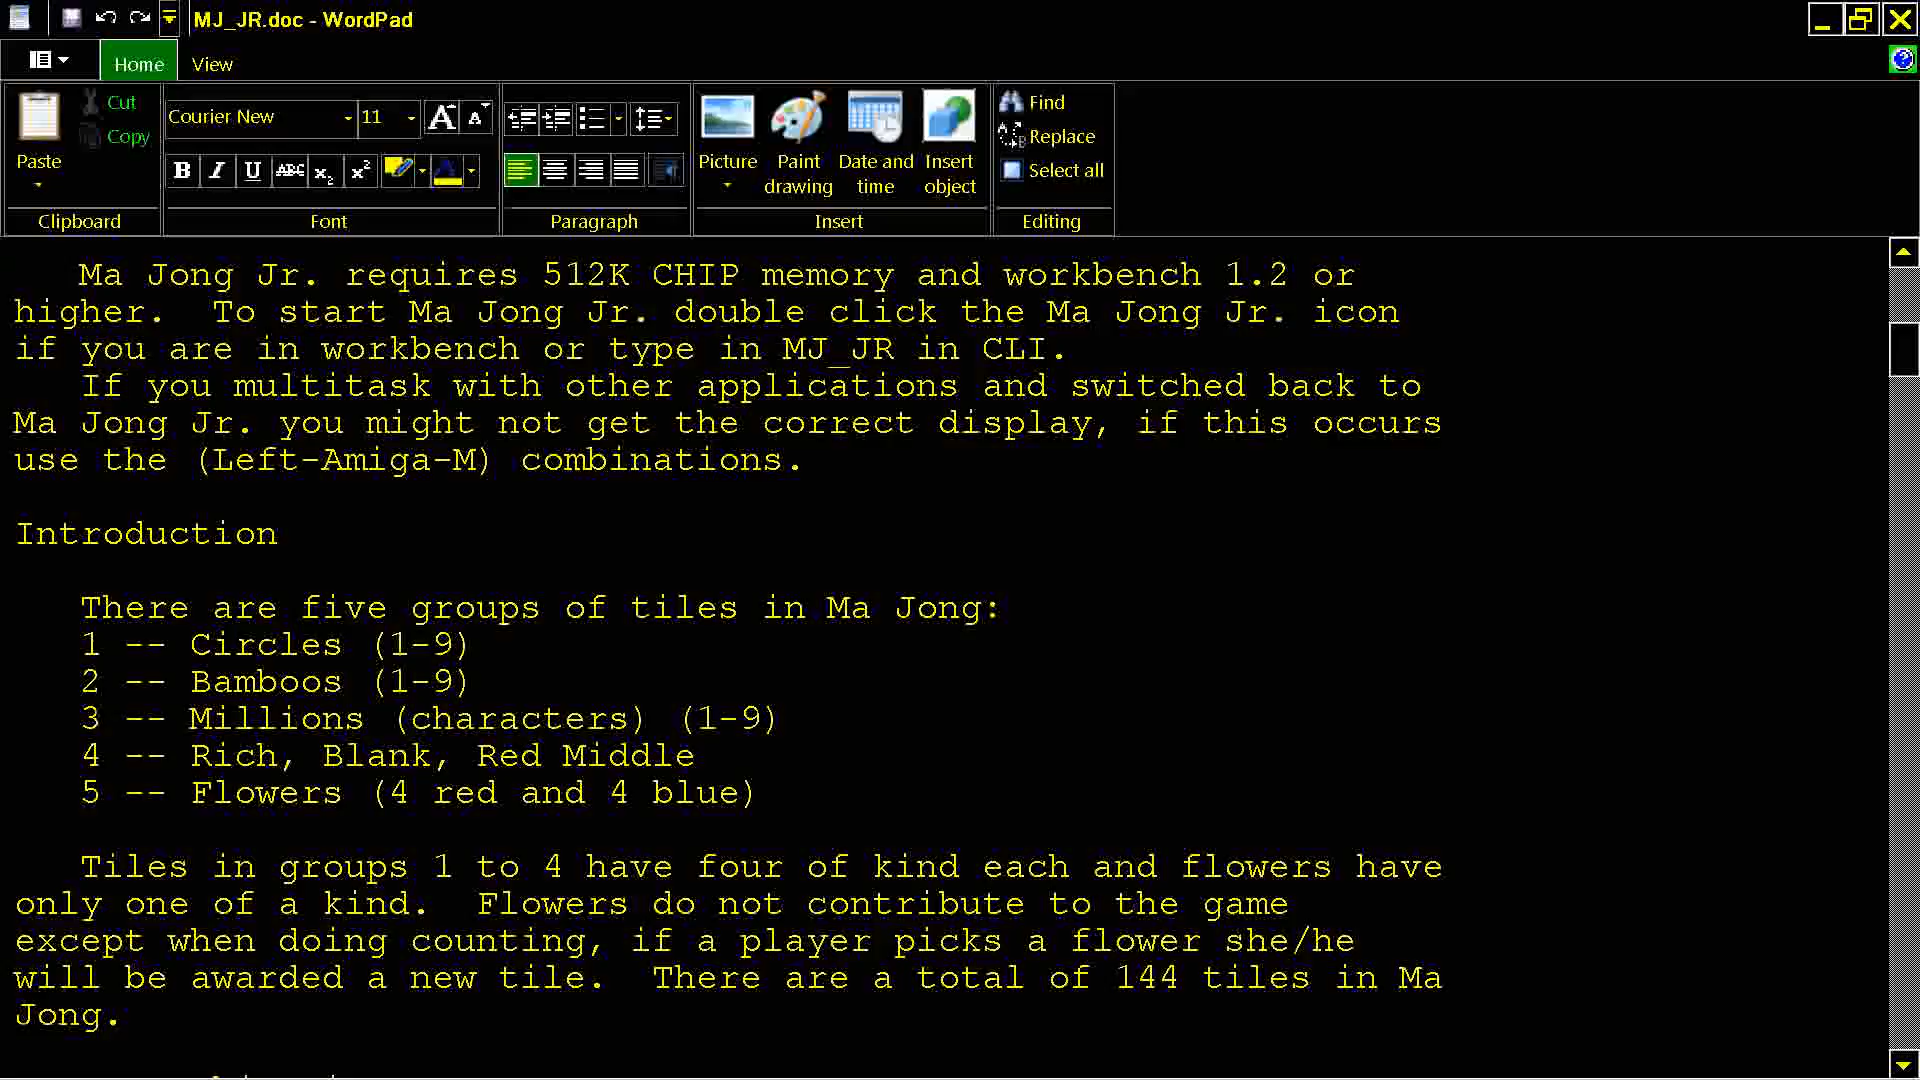 MJ_JR.doc - WordPad
Home View
Paste
Cut
Copy
Clipboard
Courier New 11
A A
B I U abc x₂ x²
Font
Paragraph
Picture
Paint drawing
Date and time
Insert object
Insert
Find
Replace
Select all
Editing
Ma Jong Jr. requires 512K CHIP memory and workbench 1.2 or
higher.  To start Ma Jong Jr. double click the Ma Jong Jr. icon
if you are in workbench or type in MJ_JR in CLI.
If you multitask with other applications and switched back to
Ma Jong Jr. you might not get the correct display, if this occurs
use the (Left-Amiga-M) combinations.
Introduction
There are five groups of tiles in Ma Jong:
1 -- Circles (1-9)
2 -- Bamboos (1-9)
3 -- Millions (characters) (1-9)
4 -- Rich, Blank, Red Middle
5 -- Flowers (4 red and 4 blue)
Tiles in groups 1 to 4 have four of kind each and flowers have
only one of a kind.  Flowers do not contribute to the game
except when doing counting, if a player picks a flower she/he
will be awarded a new tile.  There are a total of 144 tiles in Ma
Jong.